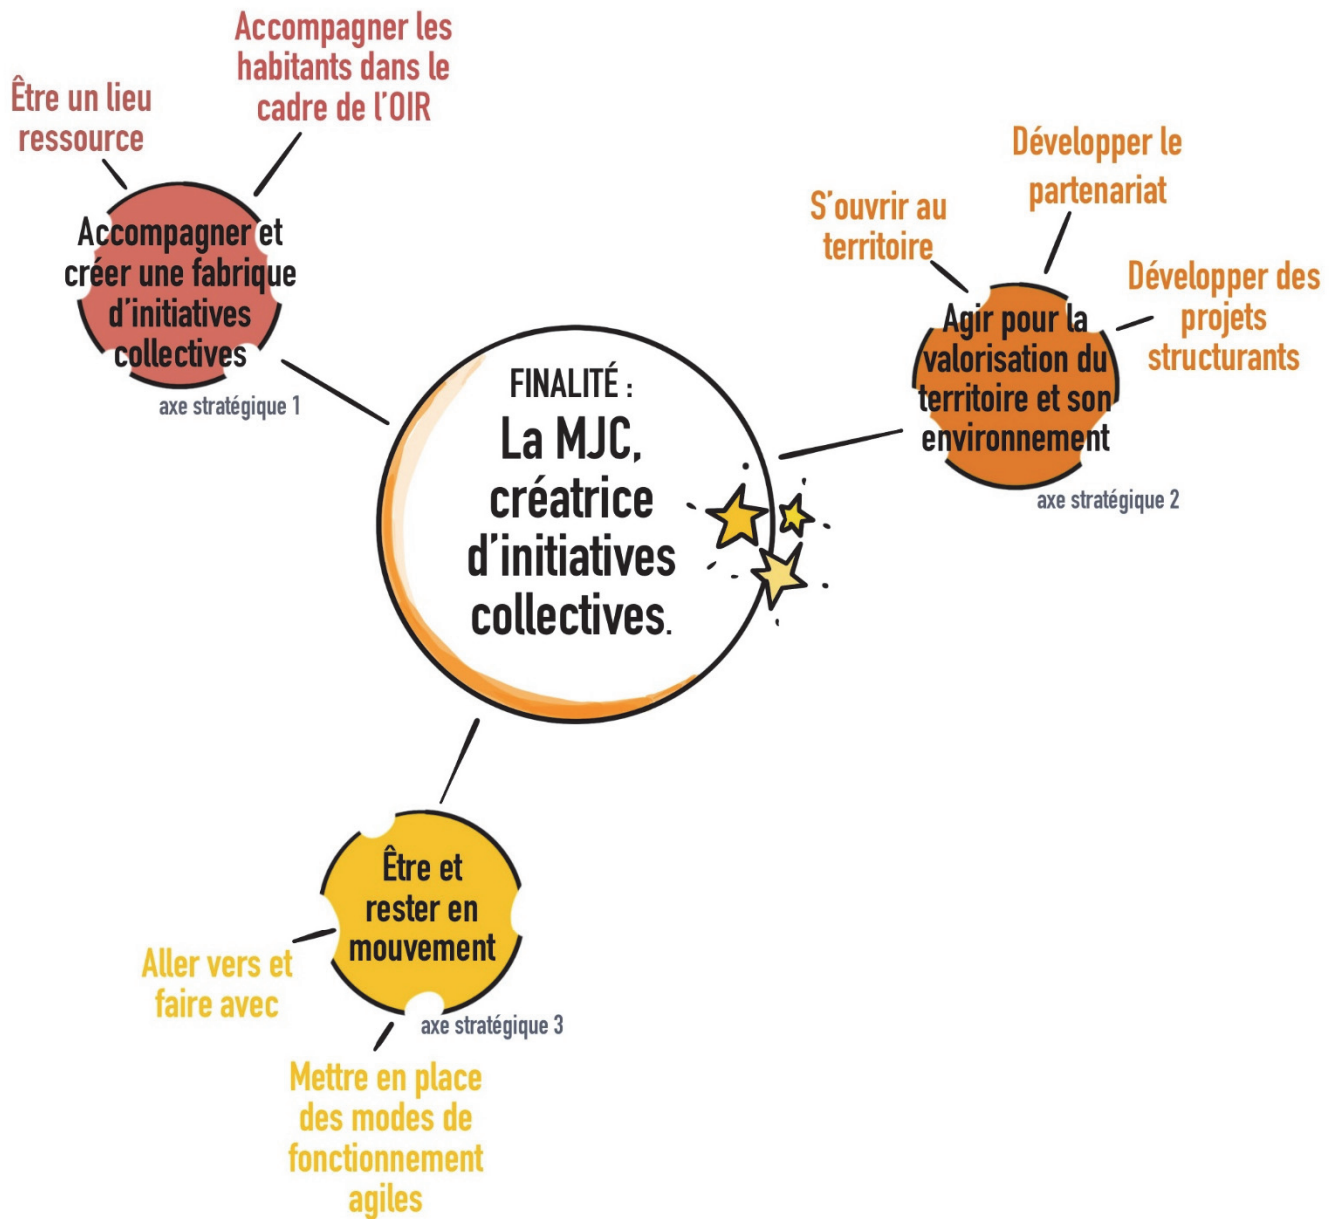 Être un lieu
ressource
Accompagner les
habitants dans le
cadre de l'OIR
Accompagner et
créer une fabrique
d'initiatives
collectives
axe stratégique 1
S'ouvrir au
territoire
Développer le
partenariat
Développer des
projets
structurants
Agir pour la
valorisation du
territoire et son
environnement
axe stratégique 2
FINALITÉ :
La MJC,
créatrice
d'initiatives
collectives.
Être et
rester en
mouvement
axe stratégique 3
Aller vers et
faire avec
Mettre en place
des modes de
fonctionnement
agiles